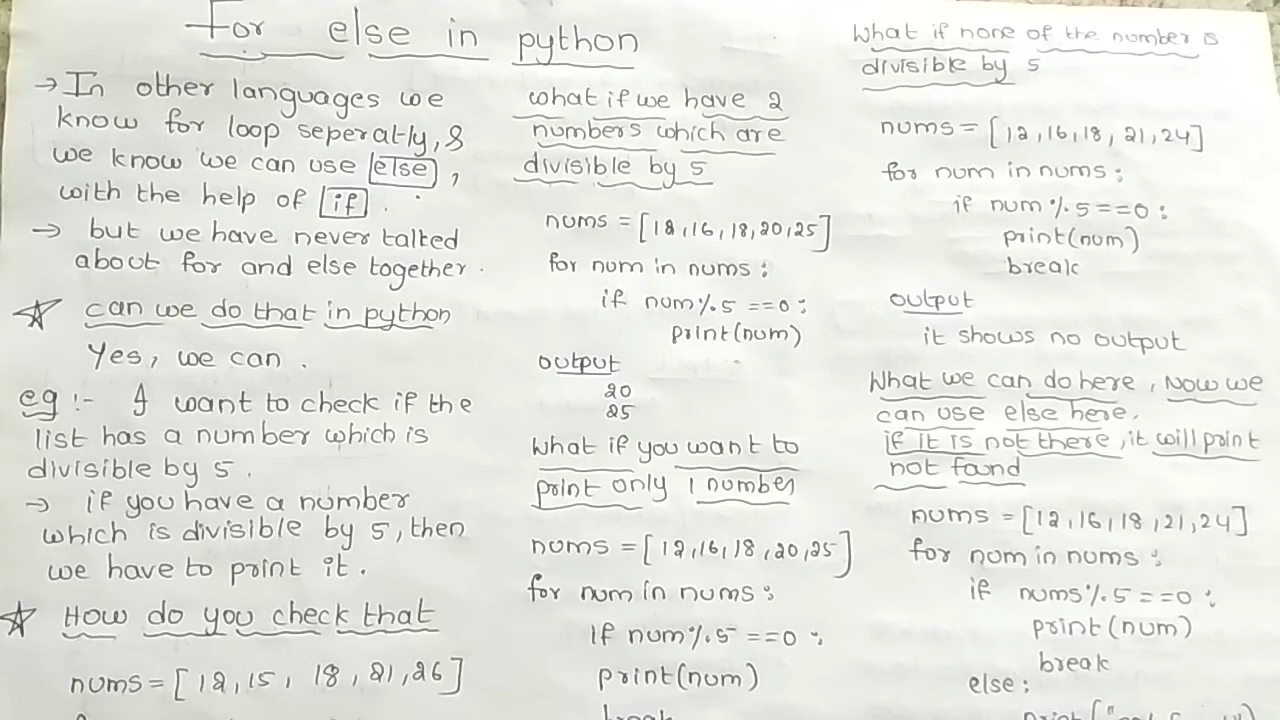 For else in python
→ In other languages we
know for loop seperatly, &
we know we can use else,
with the help of if.
→ but we have never talked
about for and else together.
☆ can we do that in python
Yes, we can.
eg :- I want to check if the
list has a number which is
divisible by 5.
→ if you have a number
which is divisible by 5, then
we have to print it.
☆ How do you check that
nums = [12, 15, 18, 21, 26]
what if we have 2
numbers which are
divisible by 5
nums = [12,16,18,20,25]
for num in nums:
if num%5 ==0:
print(num)
output
20
25
What if you want to
print only 1 number
nums = [12,16,18,20,25]
for num in nums:
if num%5 ==0:
print(num)
break
What if none of the number is
divisible by 5
nums = [12,16,18, 21,24]
for num in nums:
if num%5==0:
print(num)
break
output
it shows no output
What we can do here, Now we
can use else here.
if it is not there, it will print
not found
nums = [12,16,18,21,24]
for num in nums:
if nums%5==0:
print(num)
break
else:
print("